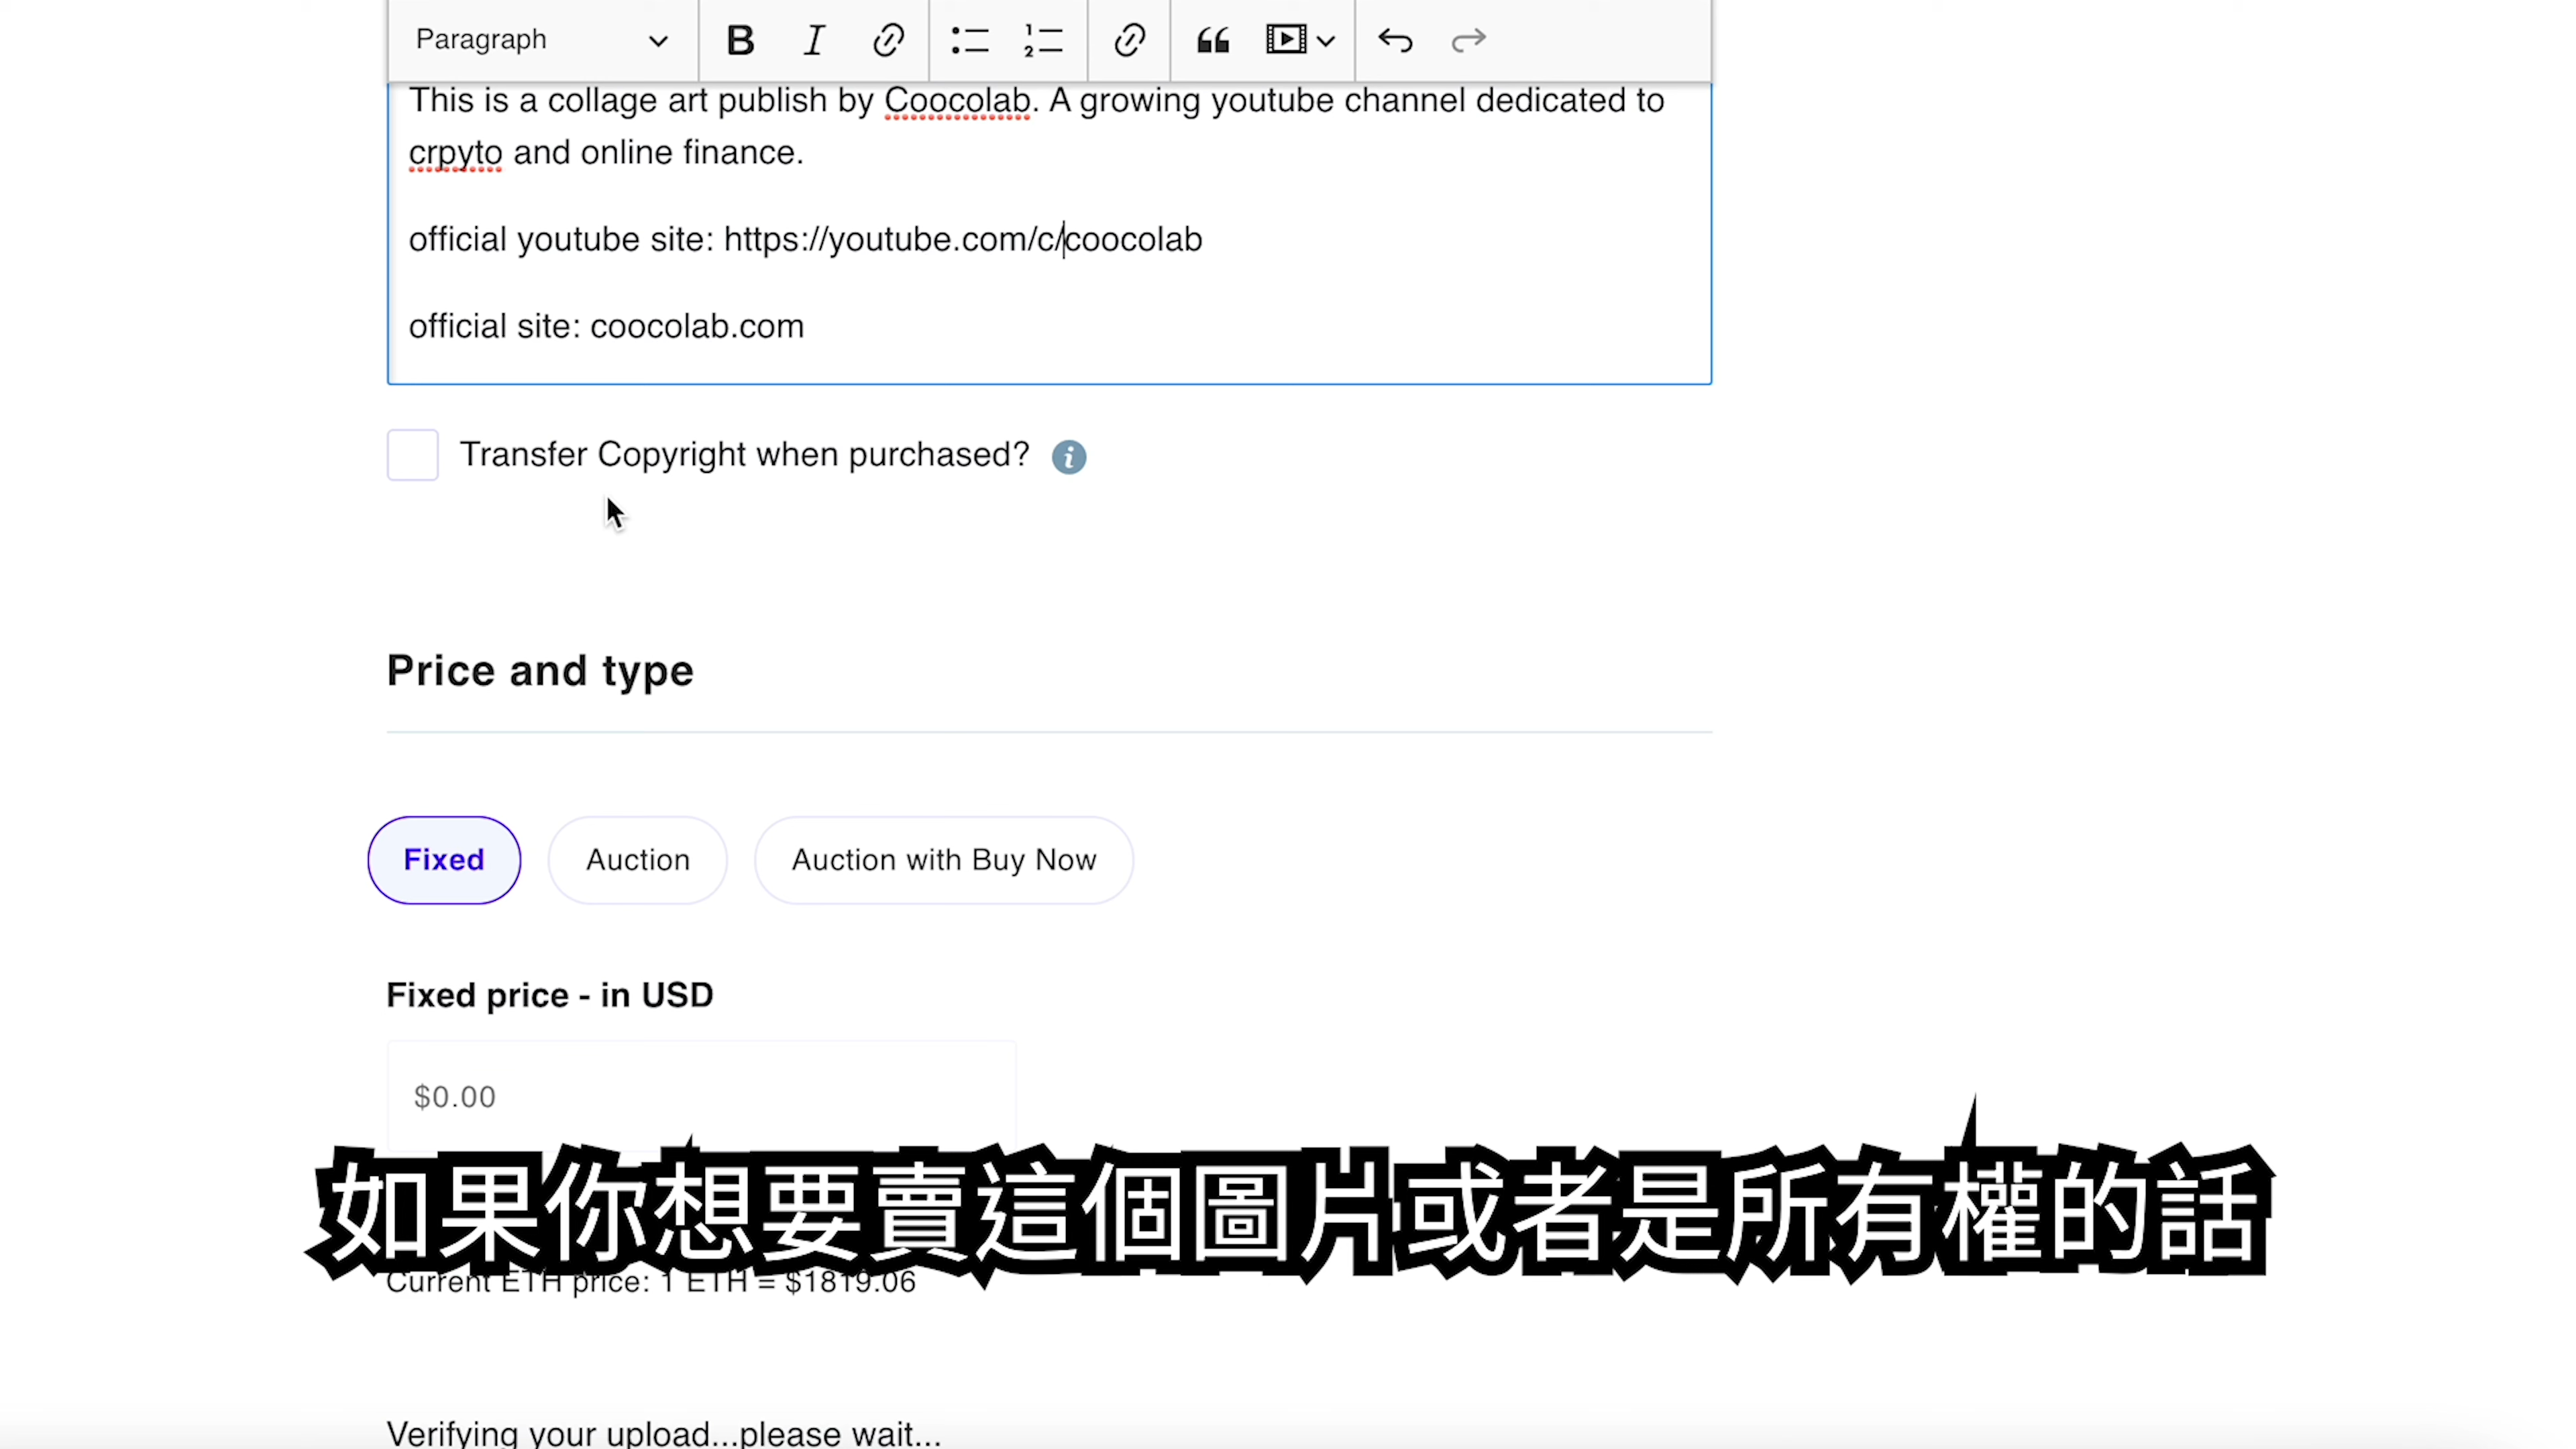 Paragraph
This is a collage art publish by Coocolab. A growing youtube channel dedicated to
crpyto and online finance.
official youtube site: https://youtube.com/c/coocolab
official site: coocolab.com
Transfer Copyright when purchased?
Price and type
Fixed Auction Auction with Buy Now
Fixed price - in USD
$0.00
如果你想要賣這個圖片或者是所有權的話
Current ETH price: 1 ETH = $1819.06
Verifying your upload...please wait...